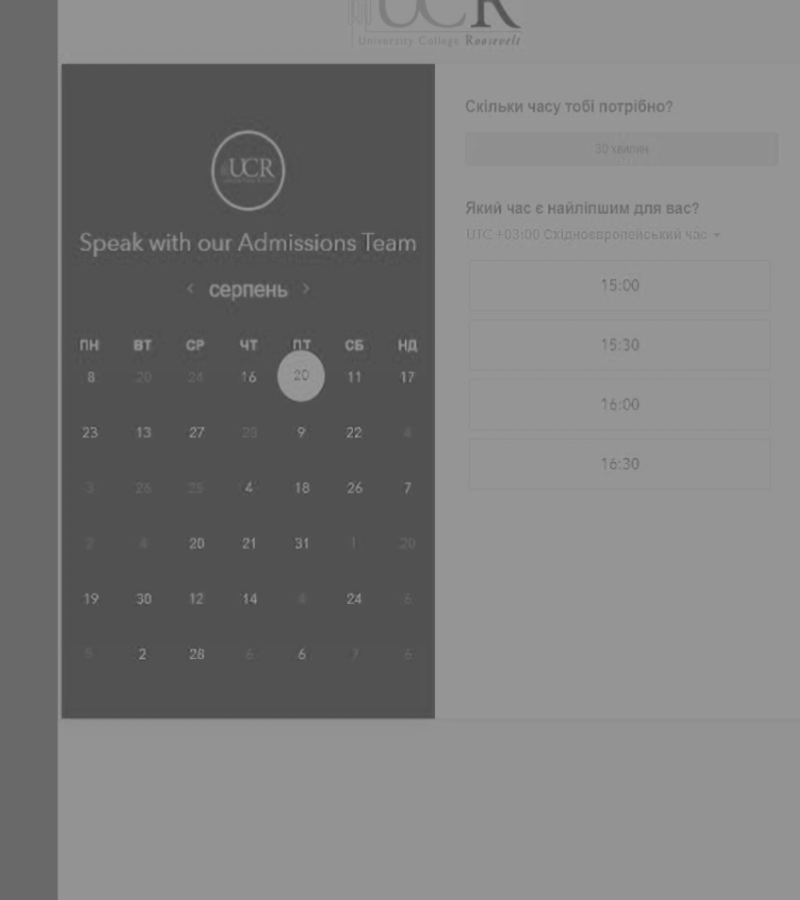 UCR
University College Roosevelt
UCR
Speak with our Admissions Team
< серпень >
ПН ВТ СР ЧТ ПТ СБ НД
8 20 24 16 20 11 17
23 13 27 28 9 22 4
3 26 25 4 18 26 7
2 4 20 21 31 1 20
19 30 12 14 4 24 6
5 2 28 6 6 7 6
Скільки часу тобі потрібно?
30 хвилин
Який час є найліпшим для вас?
UTC +03:00 Східноєвропейський час
15:00
15:30
16:00
16:30